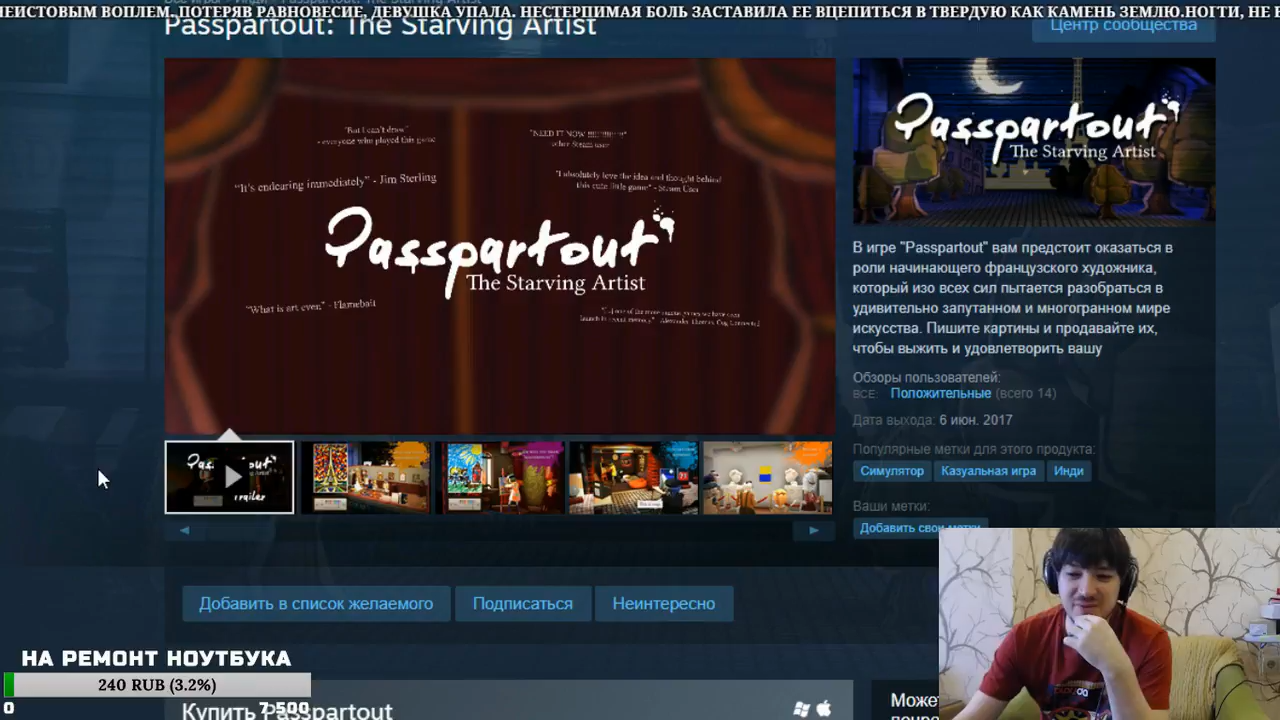 НЕИСТОВЫМ ВОПЛЕМ, ПОТЕРЯВ РАВНОВЕСИЕ, ДЕВУШКА УПАЛА. НЕСТЕРПИМАЯ БОЛЬ ЗАСТАВИЛА ЕЕ ВЦЕПИТЬСЯ В ТВЕРДУЮ КАК КАМЕНЬ ЗЕМЛЮ.НОГТИ, НЕ
Passpartout: The Starving Artist
Центр сообщества
"But I can't draw"
- everyone who played this game
"NEED IT NOW !!!!!!!!!!!!"
other Steam user
"It's endearing immediately" - Jim Sterling
"I absolutely love the idea and thought behind
this cute little game" - Steam User
Passpartout
The Starving Artist
"What is art even" - Flamebait
Passpartout
The Starving Artist
В игре "Passpartout" вам предстоит оказаться в
роли начинающего французского художника,
который изо всех сил пытается разобраться в
удивительно запутанном и многогранном мире
искусства. Пишите картины и продавайте их,
чтобы выжить и удовлетворить вашу
Обзоры пользователей:
ВСЕ: Положительные (всего 14)
Дата выхода: 6 июн. 2017
Популярные метки для этого продукта:
Симулятор Казуальная игра Инди
Ваши метки:
Добавить свои метки
Добавить в список желаемого Подписаться Неинтересно
НА РЕМОНТ НОУТБУКА
240 RUB (3.2%)
0 7 500
Купить Passpartout
Может